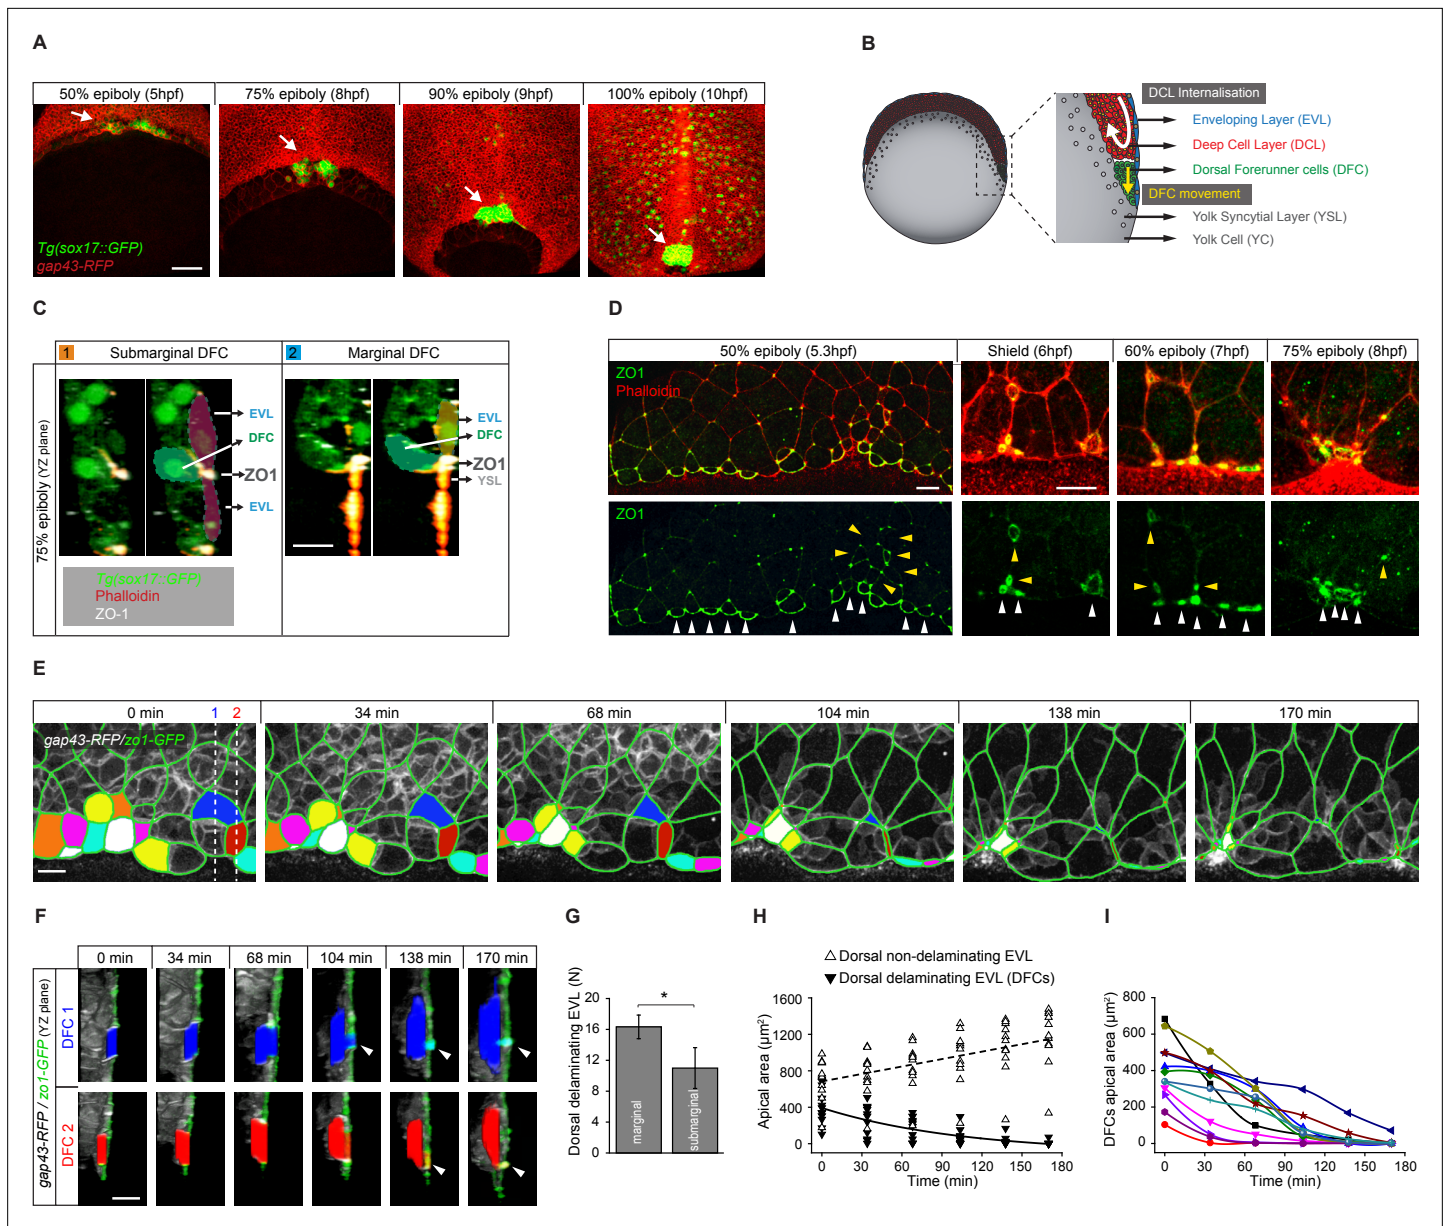 A
50% epiboly (5hpf)
75% epiboly (8hpf)
90% epiboly (9hpf)
100% epiboly (10hpf)
Tg(sox17::GFP)
gap43-RFP
B
DCL Internalisation
Enveloping Layer (EVL)
Deep Cell Layer (DCL)
Dorsal Forerunner cells (DFC)
DFC movement
Yolk Syncytial Layer (YSL)
Yolk Cell (YC)
C
1 Submarginal DFC
2 Marginal DFC
75% epiboly (YZ plane)
EVL
DFC
ZO1
EVL
EVL
DFC
ZO1
YSL
Tg(sox17::GFP)
Phalloidin
ZO-1
D
50% epiboly (5.3hpf)
Shield (6hpf)
60% epiboly (7hpf)
75% epiboly (8hpf)
ZO1
Phalloidin
ZO1
E
0 min
1
2
34 min
68 min
104 min
138 min
170 min
gap43-RFP/zo1-GFP
F
0 min
34 min
68 min
104 min
138 min
170 min
gap43-RFP / zo1-GFP (YZ plane)
DFC 1
DFC 2
G
Dorsal delaminating EVL (N)
20
16
12
8
4
0
*
marginal
submarginal
H
Dorsal non-delaminating EVL
Dorsal delaminating EVL (DFCs)
Apical area (µm²)
1600
1200
800
400
0
0 30 60 90 120 150 180
Time (min)
I
DFCs apical area (µm²)
800
600
400
200
0
0 30 60 90 120 150 180
Time (min)